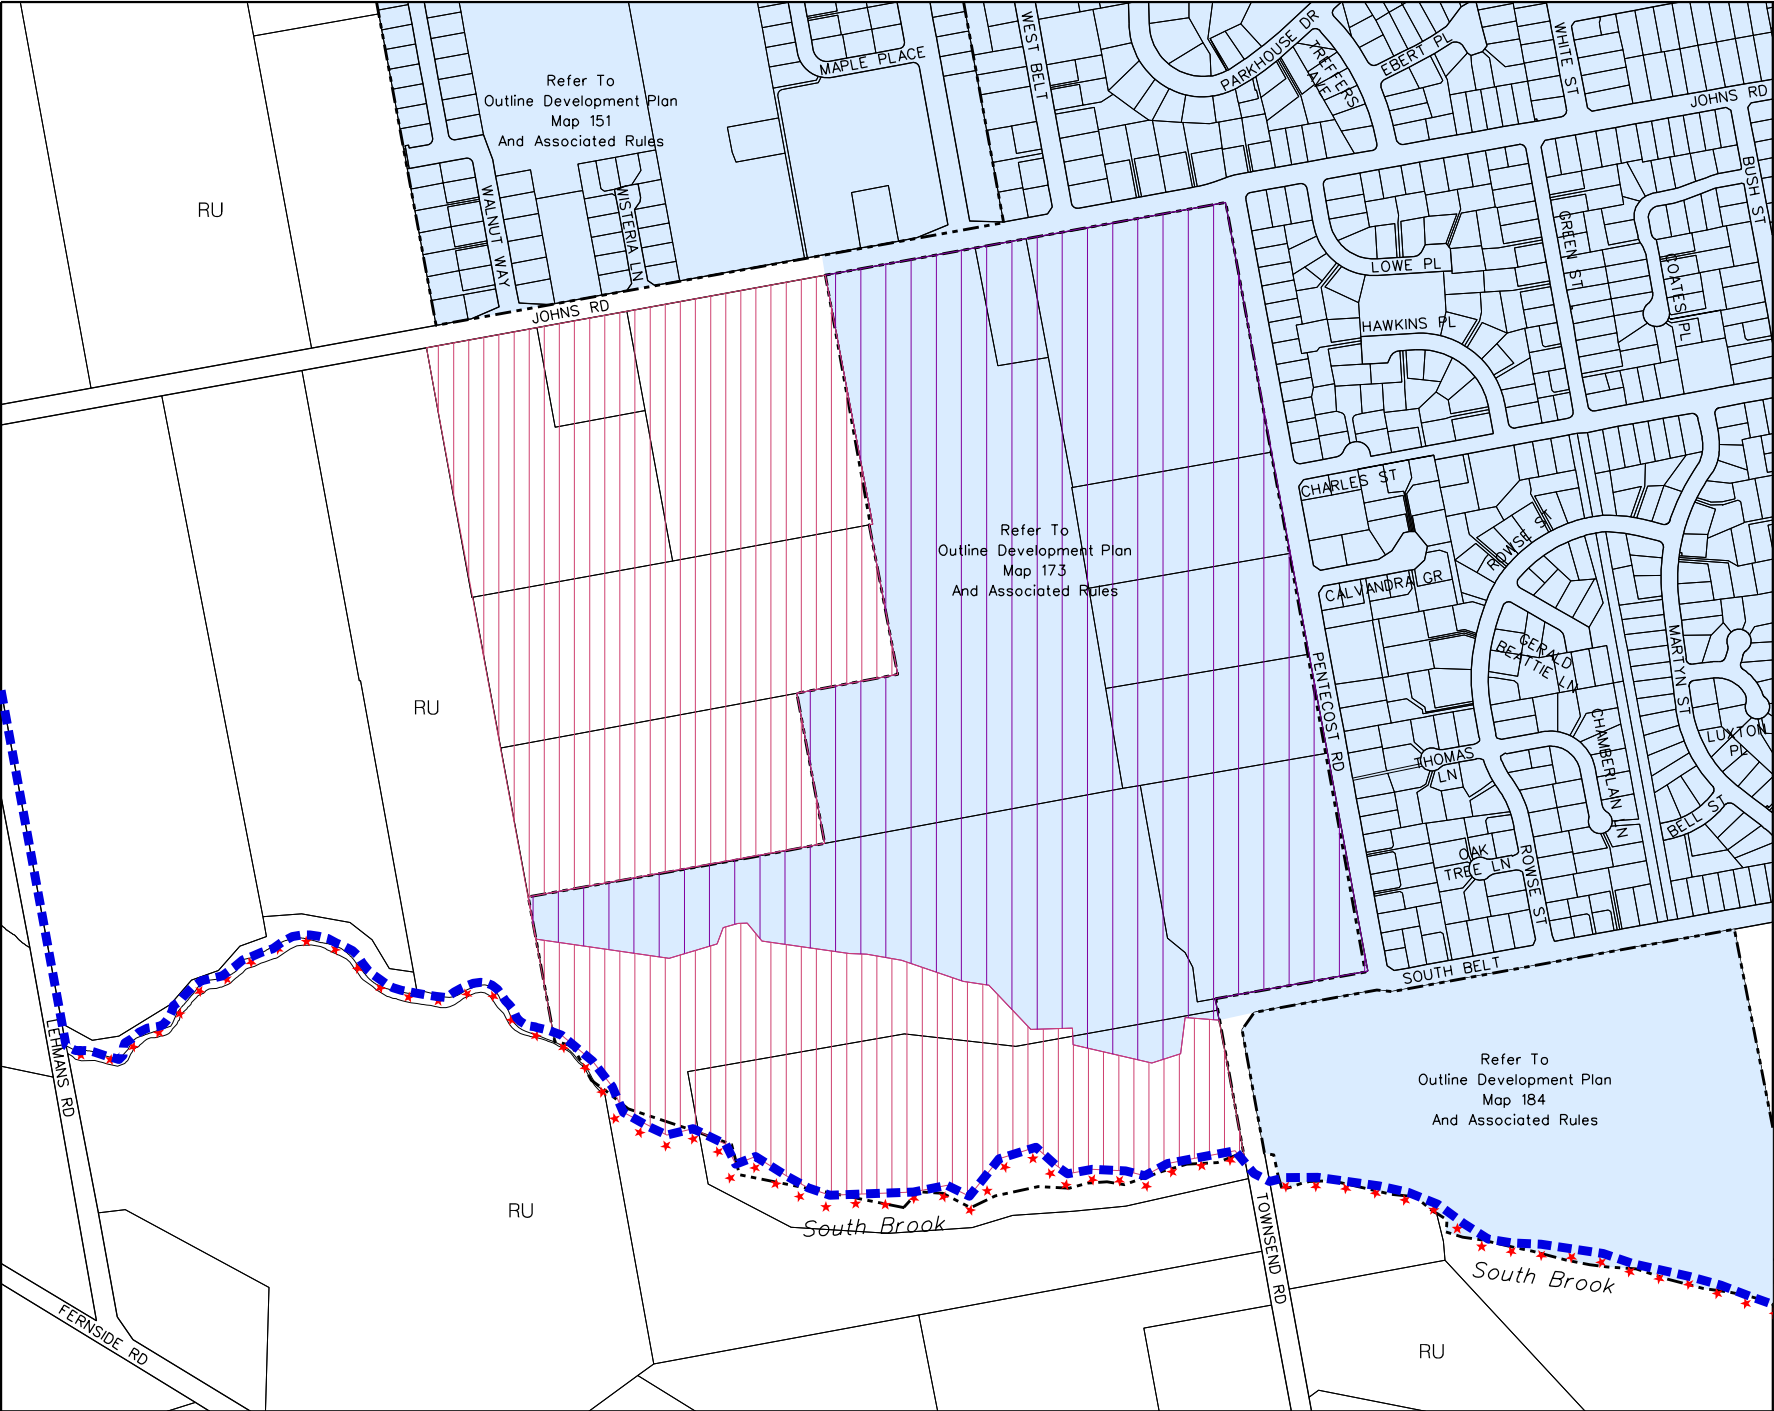 WEST BELT
PARKHOUSE DR
TREFFERS
AVE
EBERT PL
WHITE ST
MAPLE PLACE
JOHNS RD
Refer To
Outline Development Plan
Map 151
And Associated Rules
WALNUT WAY
WISTERIA LN
BUSH ST
RU
GREEN ST
LOWE PL
COATES PL
JOHNS RD
HAWKINS PL
CHARLES ST
ROWSE ST
Refer To
Outline Development Plan
Map 173
And Associated Rules
CALVANDRA GR
GERALD
BEATTIE LN
MARTYN ST
PENTECOST RD
RU
CHAMBERLAIN LN
LUXTON
PL
THOMAS
LN
BELL ST
OAK
TREE LN
ROWSE ST
SOUTH BELT
LEHMANS RD
Refer To
Outline Development Plan
Map 184
And Associated Rules
RU
South Brook
TOWNSEND RD
South Brook
FERNSIDE RD
RU